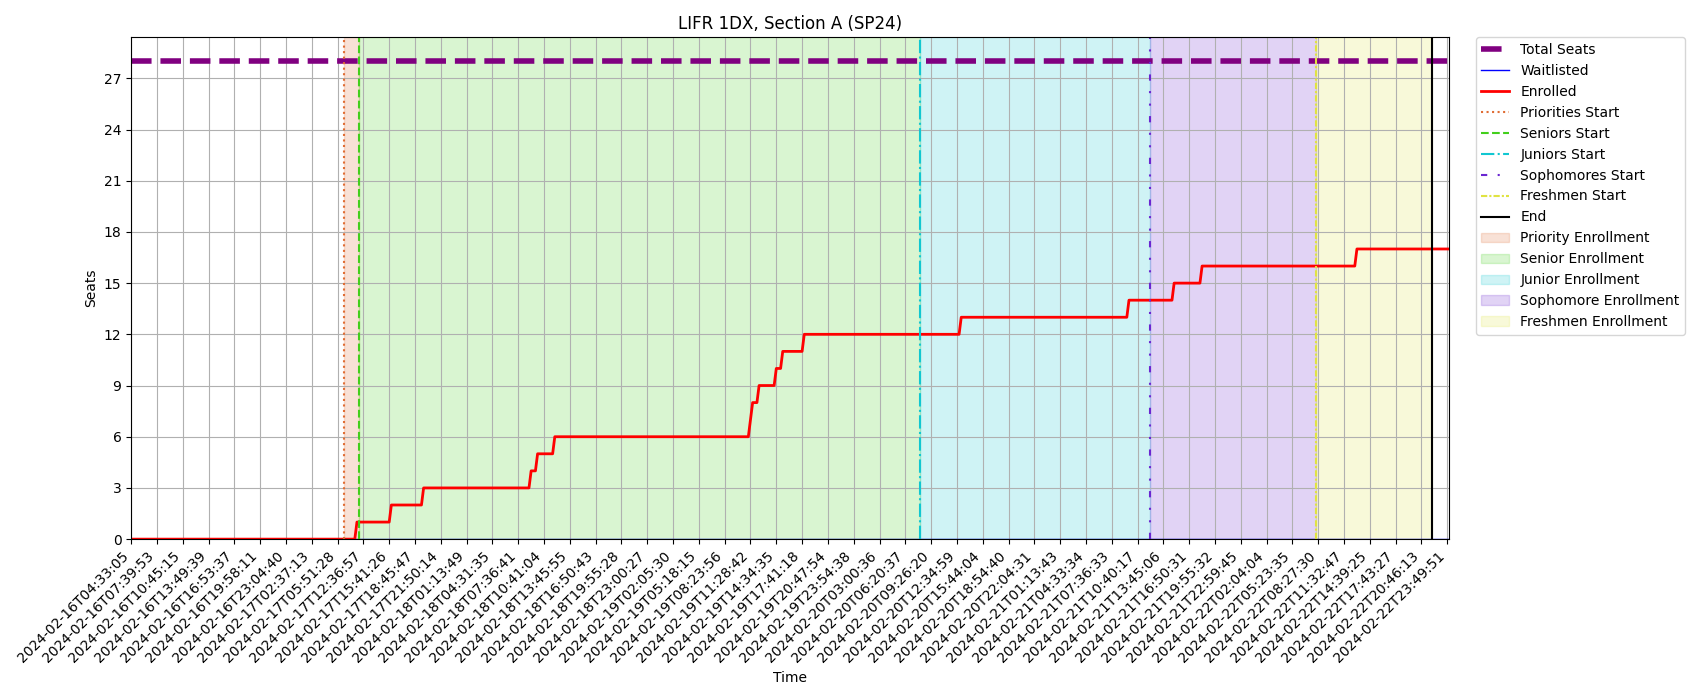 LIFR 1DX, Section A (SP24)
Seats
27
24
21
18
15
12
9
6
3
0
2024-02-16T04:33:05
2024-02-16T07:39:53
2024-02-16T10:45:15
2024-02-16T13:49:39
2024-02-16T16:53:37
2024-02-16T19:58:11
2024-02-16T23:04:40
2024-02-17T02:37:13
2024-02-17T05:51:28
2024-02-17T12:36:57
2024-02-17T15:41:26
2024-02-17T18:45:47
2024-02-17T21:50:14
2024-02-18T01:13:49
2024-02-18T04:31:35
2024-02-18T07:36:41
2024-02-18T10:41:04
2024-02-18T13:45:55
2024-02-18T16:50:43
2024-02-18T19:55:28
2024-02-18T23:00:27
2024-02-19T02:05:30
2024-02-19T05:18:15
2024-02-19T08:23:56
2024-02-19T11:28:42
2024-02-19T14:34:35
2024-02-19T17:41:18
2024-02-19T20:47:54
2024-02-19T23:54:38
2024-02-20T03:00:36
2024-02-20T06:20:37
2024-02-20T09:26:20
2024-02-20T12:34:59
2024-02-20T15:44:04
2024-02-20T18:54:40
2024-02-20T22:04:31
2024-02-21T01:13:43
2024-02-21T04:33:34
2024-02-21T07:36:33
2024-02-21T10:40:17
2024-02-21T13:45:06
2024-02-21T16:50:31
2024-02-21T19:55:32
2024-02-21T22:59:45
2024-02-22T02:04:04
2024-02-22T05:23:35
2024-02-22T08:27:30
2024-02-22T11:32:47
2024-02-22T14:39:25
2024-02-22T17:43:27
2024-02-22T20:46:13
2024-02-22T23:49:51
Time
Total Seats
Waitlisted
Enrolled
Priorities Start
Seniors Start
Juniors Start
Sophomores Start
Freshmen Start
End
Priority Enrollment
Senior Enrollment
Junior Enrollment
Sophomore Enrollment
Freshmen Enrollment